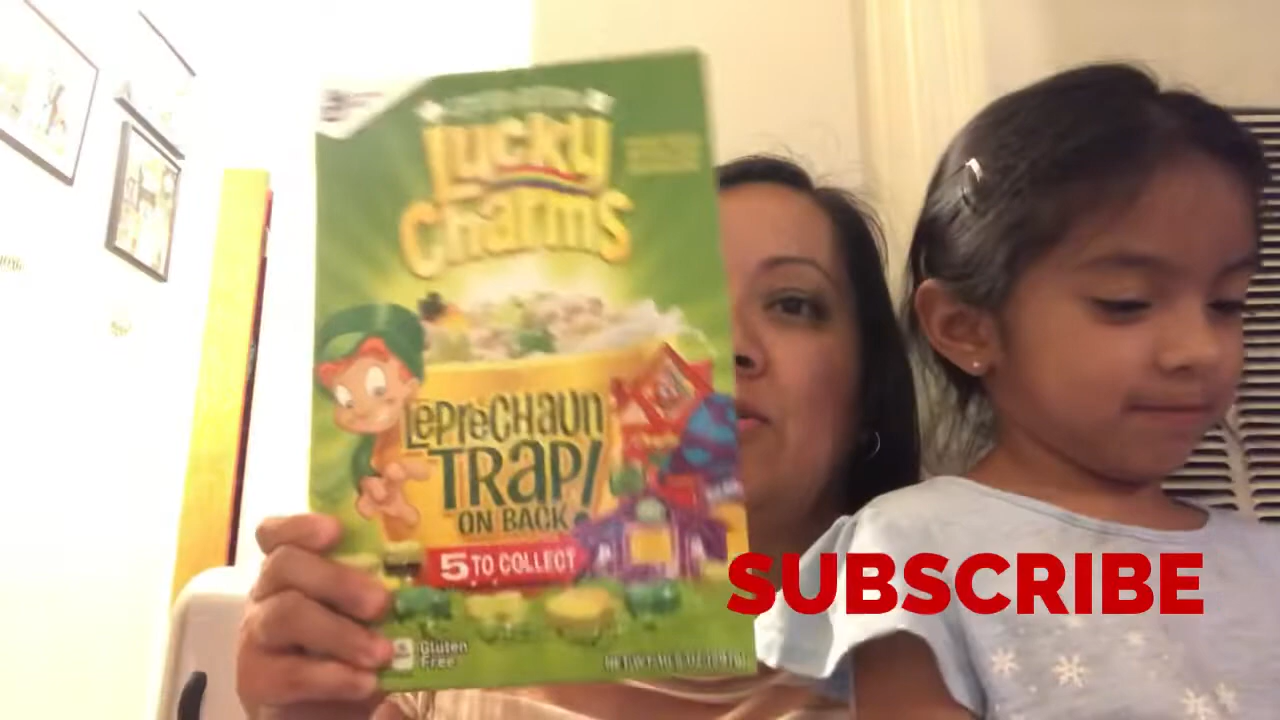 Lucky
Charms
LEPRECHAUN
TRAP!
ON BACK
5 TO COLLECT
SUBSCRIBE
Gluten
Free